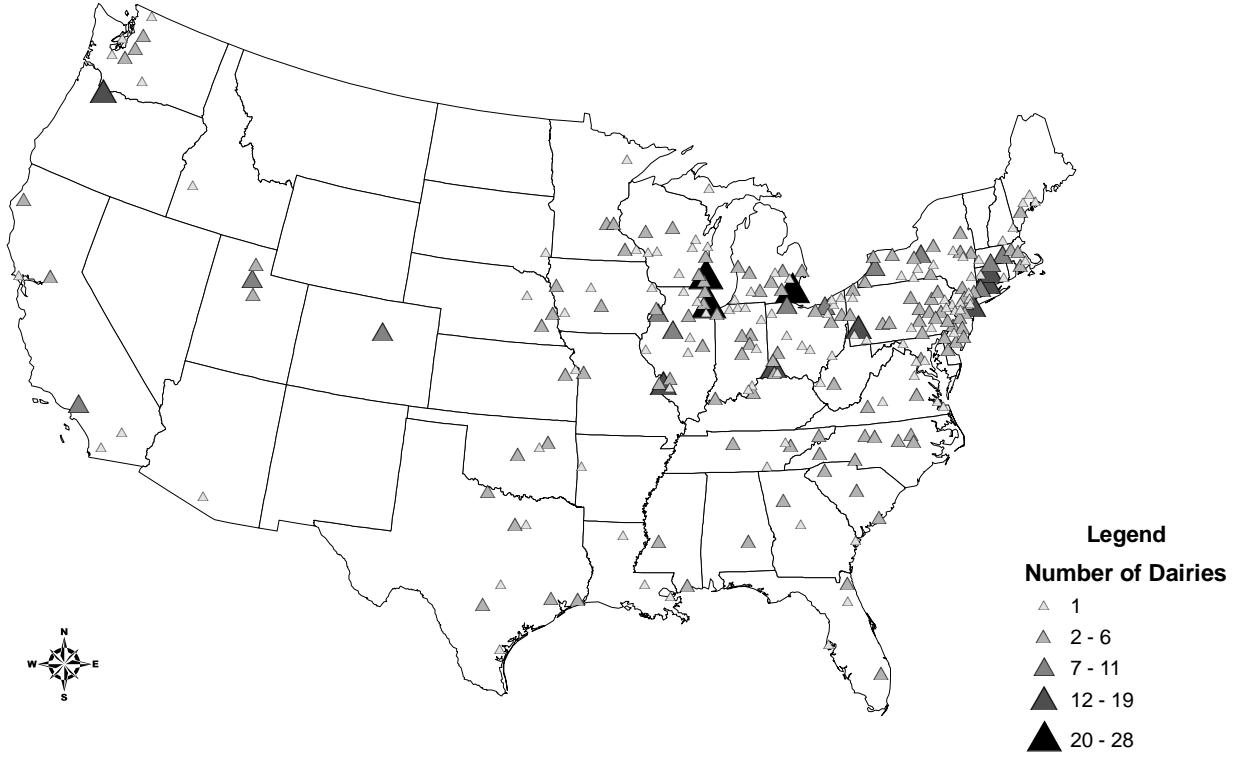 Legend
Number of Dairies
1
2 - 6
7 - 11
12 - 19
20 - 28
N
W E
S